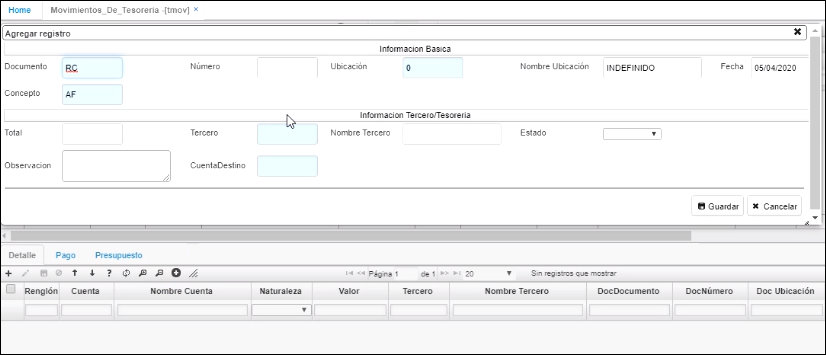 Home Movimientos_De_Tesoreria -[tmov] ×
Agregar registro
Informacion Basica
Documento RC Número Ubicación 0 Nombre Ubicación INDEFINIDO Fecha 05/04/2020
Concepto AF
Informacion Tercero/Tesoreria
Total Tercero Nombre Tercero Estado
Observacion CuentaDestino
Guardar Cancelar
Detalle Pago Presupuesto
Página 1 de 1 20 Sin registros que mostrar
Renglón Cuenta Nombre Cuenta Naturaleza Valor Tercero Nombre Tercero DocDocumento DocNúmero Doc Ubicación